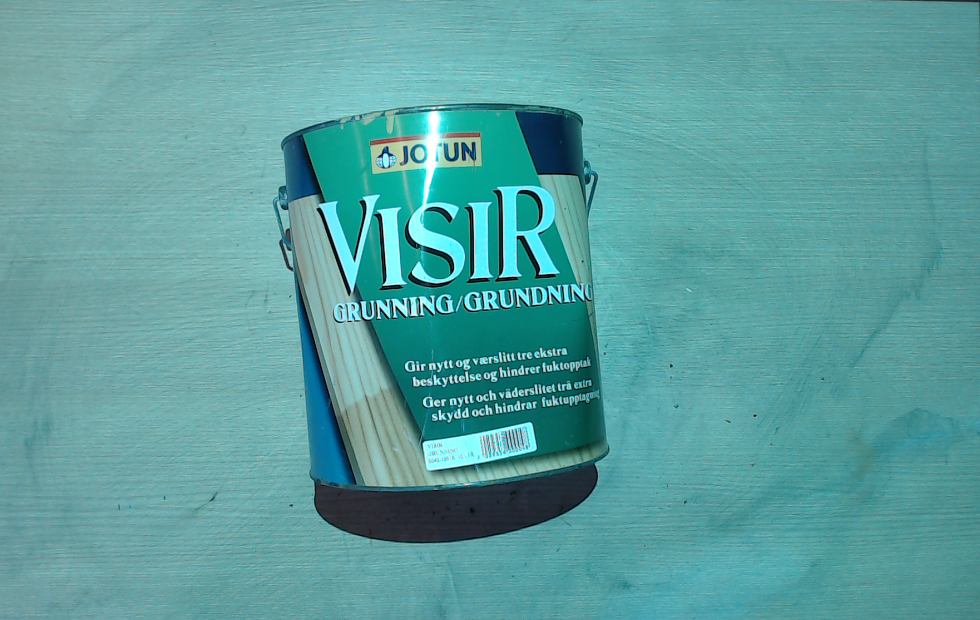 JOTUN
VISIR
GRUNNING/GRUNDNING
Gir nytt og værslitt tre ekstra
beskyttelse og hindrer fuktopptak
Ger nytt och väderslitet trä extra
skydd och hindrar fuktupptagning
VISIR